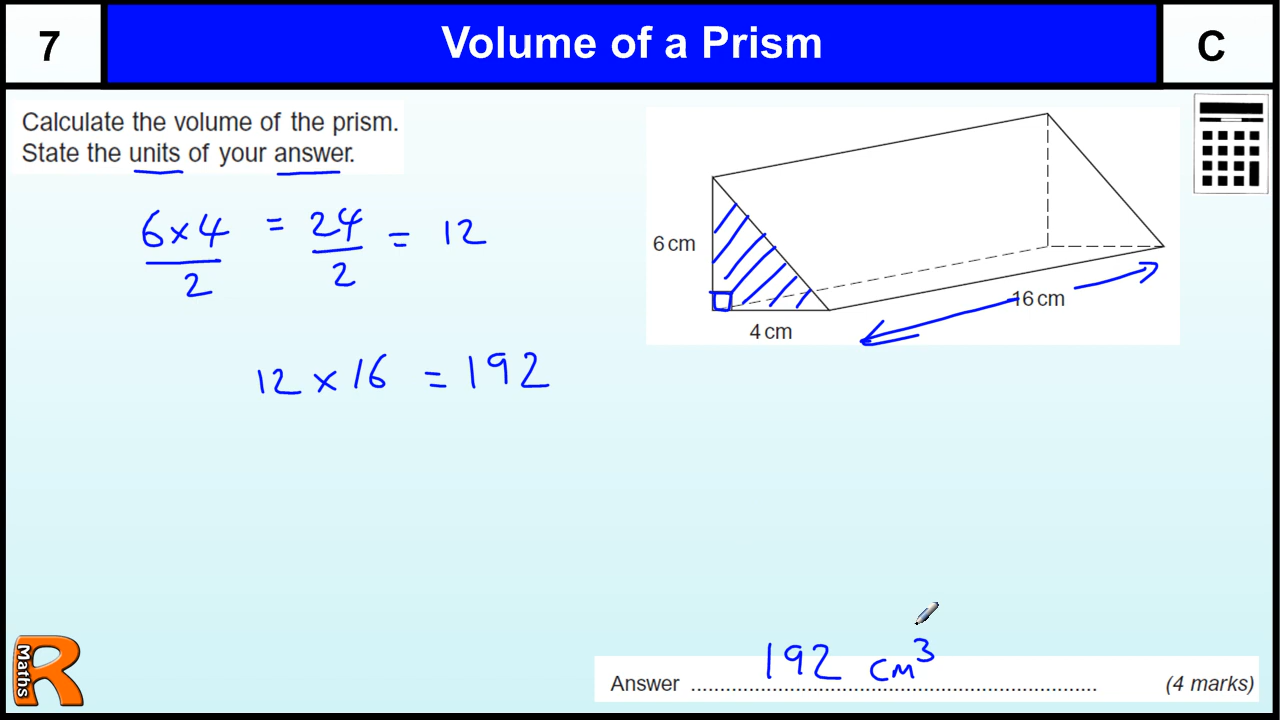 7
Volume of a Prism
C
Calculate the volume of the prism.
State the units of your answer.
6×4/2 = 24/2 = 12
12 × 16 = 192
6 cm
4 cm
16 cm
R Maths
192 cm³
Answer ........................................................................ (4 marks)